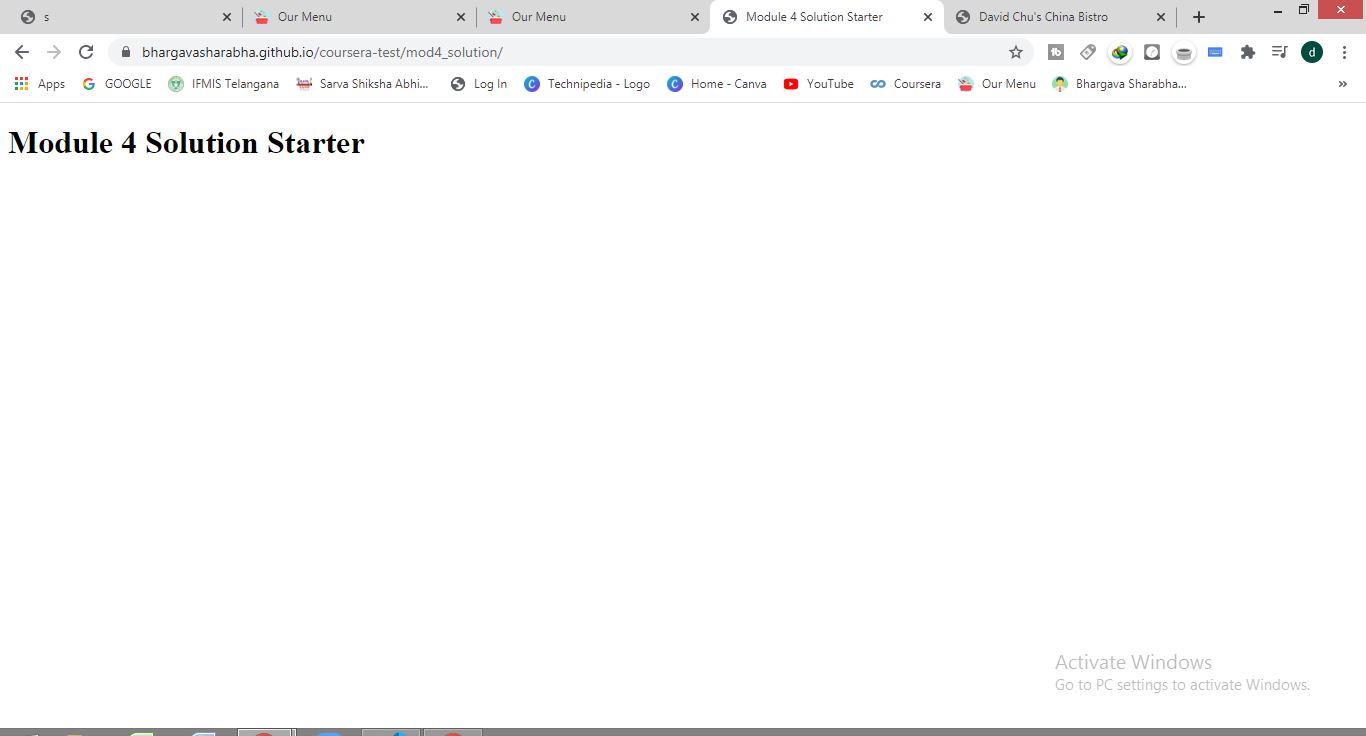 s
Our Menu
Our Menu
Module 4 Solution Starter
David Chu's China Bistro
bhargavasharabha.github.io/coursera-test/mod4_solution/
d
Apps
GOOGLE
IFMIS Telangana
Sarva Shiksha Abhi...
Log In
Technipedia - Logo
Home - Canva
YouTube
Coursera
Our Menu
Bhargava Sharabha...
»
Module 4 Solution Starter
Activate Windows
Go to PC settings to activate Windows.